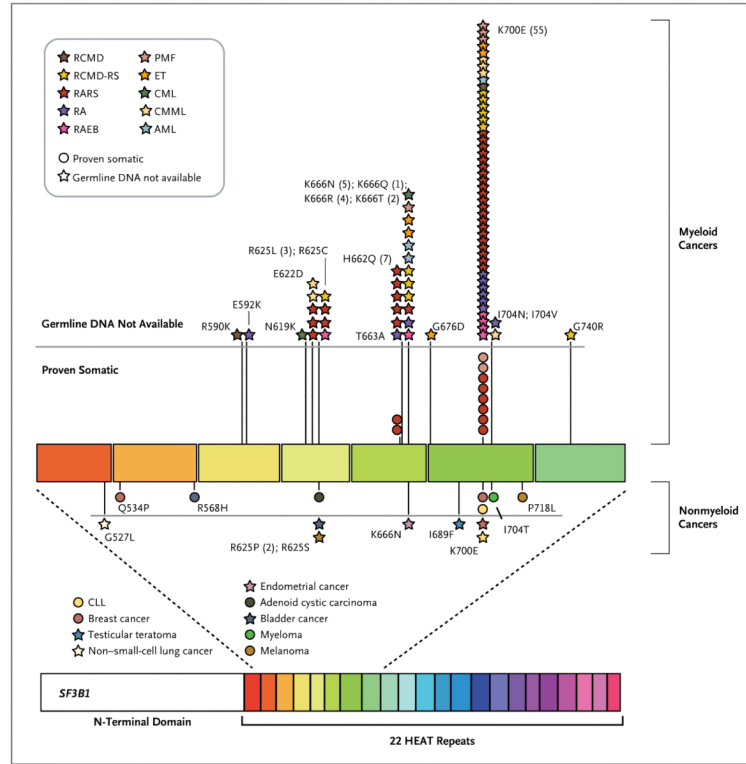 K700E (55)
RCMD
PMF
RCMD-RS
ET
RARS
CML
RA
CMML
RAEB
AML
Proven somatic
Germline DNA not available
K666N (5); K666Q (1);
K666R (4); K666T (2)
Myeloid
Cancers
R625L (3); R625C
H662Q (7)
E622D
E592K
I704N; I704V
Germline DNA Not Available
R590K
N619K
T663A
G676D
G740R
Proven Somatic
Q534P
R568H
P718L
Nonmyeloid
Cancers
I704T
G527L
R625P (2); R625S
K666N
I689F
K700E
Endometrial cancer
CLL
Adenoid cystic carcinoma
Breast cancer
Bladder cancer
Testicular teratoma
Myeloma
Non–small-cell lung cancer
Melanoma
SF3B1
N-Terminal Domain
22 HEAT Repeats